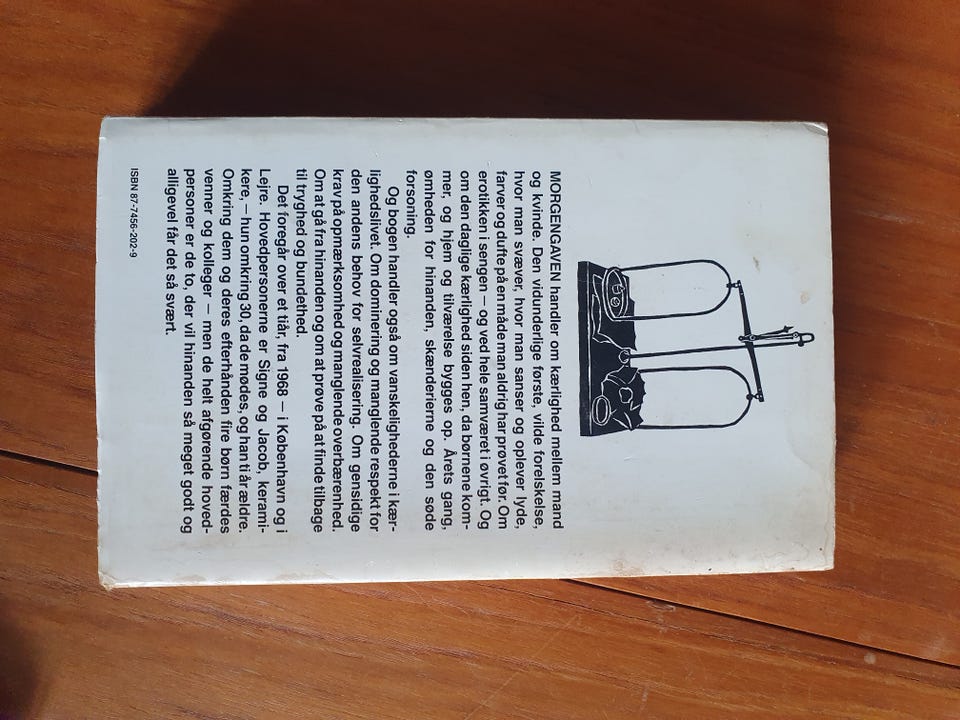 MORGENGAVEN handler om kærlighed mellem mand
og kvinde. Den vidunderlige første, vilde forelskelse,
hvor man svæver, hvor man sanser og oplever lyde,
farver og dufte på en måde man aldrig har prøvet før. Om
erotikken i sengen – og ved hele samværet i øvrigt. Og
om den daglige kærlighed siden hen, da børnene kom-
mer, og hjem og tilværelse bygges op. Årets gang,
ømheden for hinanden, skænderierne og den søde
forsoning.
Og bogen handler også om vanskelighederne i kær-
lighedslivet. Om dominering og manglende respekt for
den andens behov for selvrealisering. Om gensidige
krav på opmærksomhed og manglende overbærenhed.
Om at gå fra hinanden og om at prøve på at finde tilbage
til tryghed og bundethed.
Det foregår over et tiår, fra 1968 – i København og i
Lejre. Hovedpersonerne er Signe og Jacob, kerami-
kere, – hun omkring 30, da de mødes, og han ti år ældre.
Omkring dem og deres efterhånden fire børn færdes
venner og kolleger – men de helt afgørende hoved-
personer er de to, der vil hinanden så meget godt og
alligevel får det så svært.
ISBN 87-7456-202-9